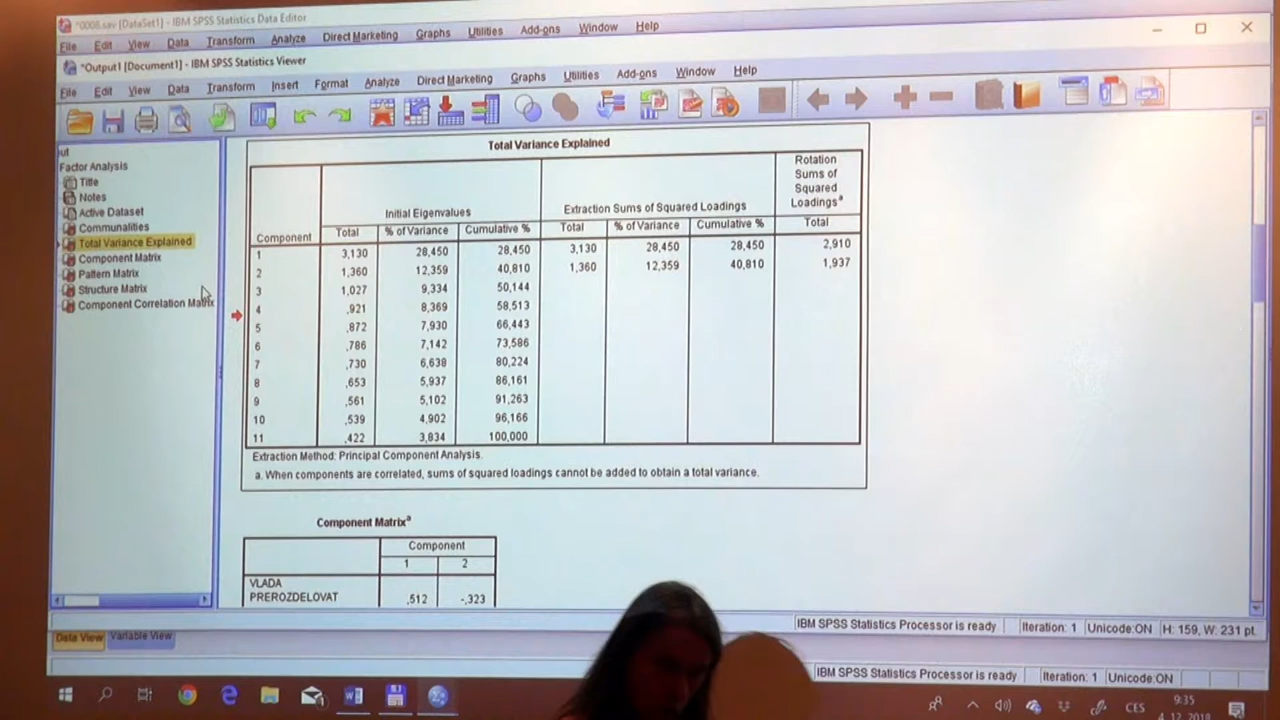 *0006.sav [DataSet1] - IBM SPSS Statistics Data Editor
File Edit View Data Transform Analyze Direct Marketing Graphs Utilities Add-ons Window Help
*Output1 [Document1] - IBM SPSS Statistics Viewer
File Edit View Data Transform Insert Format Analyze Direct Marketing Graphs Utilities Add-ons Window Help
ut
Factor Analysis
Title
Notes
Active Dataset
Communalities
Total Variance Explained
Component Matrix
Pattern Matrix
Structure Matrix
Component Correlation Matrix
Total Variance Explained
Initial Eigenvalues Extraction Sums of Squared Loadings Rotation Sums of Squared Loadingsa
Component Total % of Variance Cumulative % Total % of Variance Cumulative % Total
1 3,130 28,450 28,450 3,130 28,450 28,450 2,910
2 1,360 12,359 40,810 1,360 12,359 40,810 1,937
3 1,027 9,334 50,144
4 ,921 8,369 58,513
5 ,872 7,930 66,443
6 ,786 7,142 73,586
7 ,730 6,638 80,224
8 ,653 5,937 86,161
9 ,561 5,102 91,263
10 ,539 4,902 96,166
11 ,422 3,834 100,000
Extraction Method: Principal Component Analysis.
a. When components are correlated, sums of squared loadings cannot be added to obtain a total variance.
Component Matrixa
Component
1 2
VLADA
PREROZDELOVAT ,512 -,323
IBM SPSS Statistics Processor is ready Iteration: 1 Unicode:ON H: 159, W: 231 pt.
Data View Variable View
IBM SPSS Statistics Processor is ready Iteration: 1 Unicode:ON
CES
9:35
4. 12. 2018